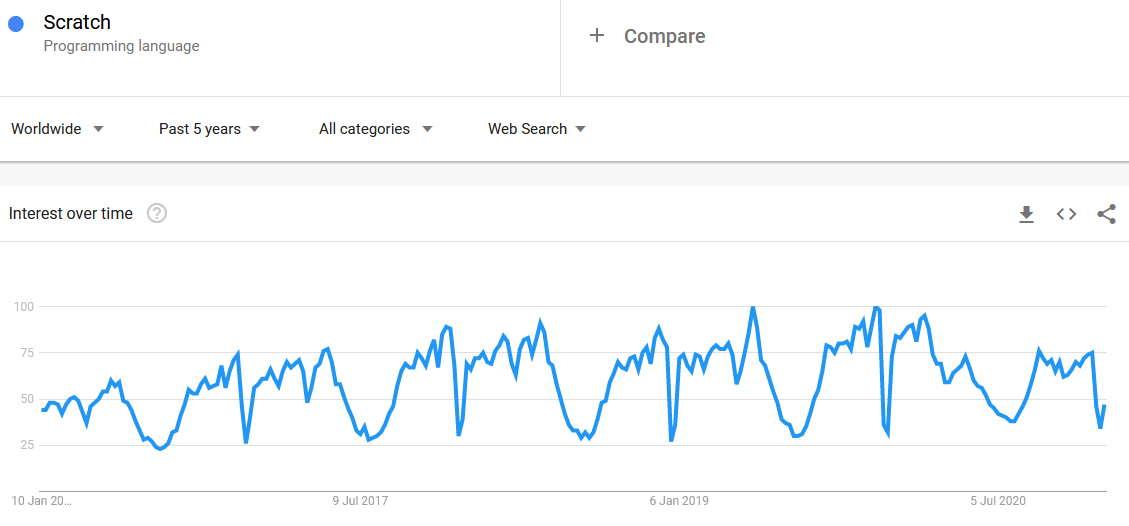 Scratch
Programming language
+ Compare
Worldwide
Past 5 years
All categories
Web Search
Interest over time ?
100
75
50
25
10 Jan 20...
9 Jul 2017
6 Jan 2019
5 Jul 2020